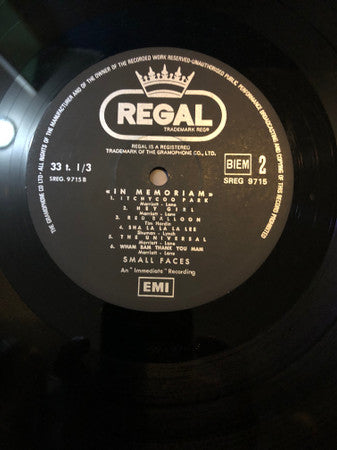 ALL RIGHTS OF THE MANUFACTURER AND OF THE OWNER OF THE RECORDED WORK RESERVED-UNAUTHORISED PUBLIC PERFORMANCE BROADCASTING AND COPYING OF THIS RECORD PROHIBITED
THE GRAMOPHONE CO LTD.
REGAL
TRADEMARK REGD
REGAL IS A REGISTERED
TRADEMARK OF THE GRAMOPHONE CO., LTD.
33 t. 1/3
SREG. 9715 B
BIEM 2
SREG 9715
«IN MEMORIAM»
1. ITCHYCOO PARK
Marriott - Lane
2. HEY GIRL
Marriott - Lane
3. RED BALLOON
Tim Hardin
4. SHA LA LA LA LEE
Shuman - Lynch
5. THE UNIVERSAL
Marriott - Lane
6. WHAM BAM THANK YOU MAN
Marriott - Lane
SMALL FACES
An "Immediate" Recording
EMI